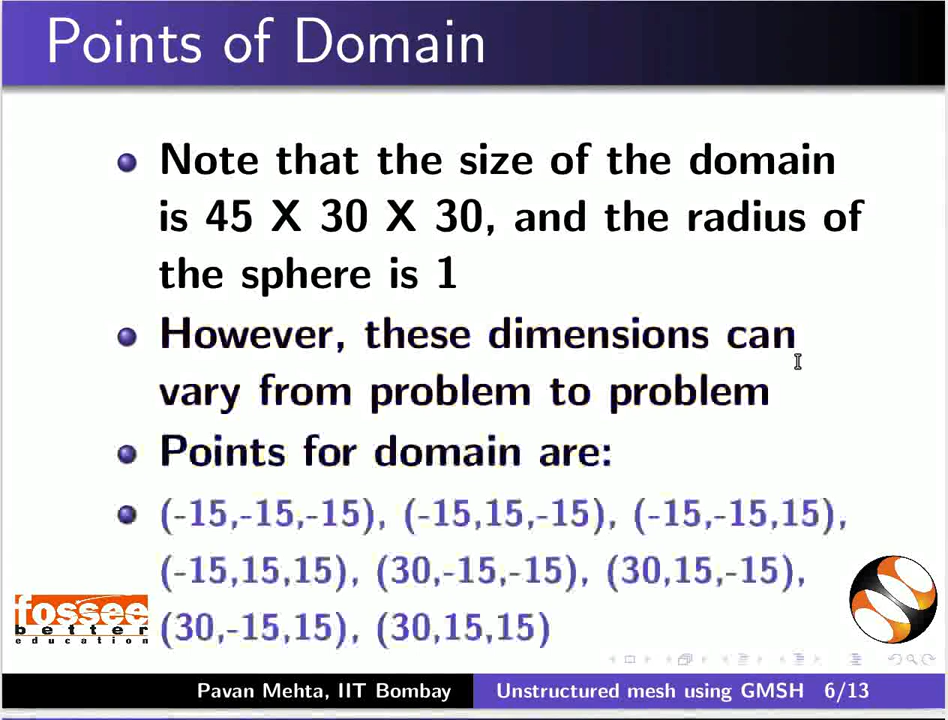 Points of Domain
Note that the size of the domain
is 45 X 30 X 30, and the radius of
the sphere is 1
However, these dimensions can
vary from problem to problem
Points for domain are:
(-15,-15,-15), (-15,15,-15), (-15,-15,15),
(-15,15,15), (30,-15,-15), (30,15,-15),
(30,-15,15), (30,15,15)
fossee
better
education
Pavan Mehta, IIT Bombay
Unstructured mesh using GMSH 6/13